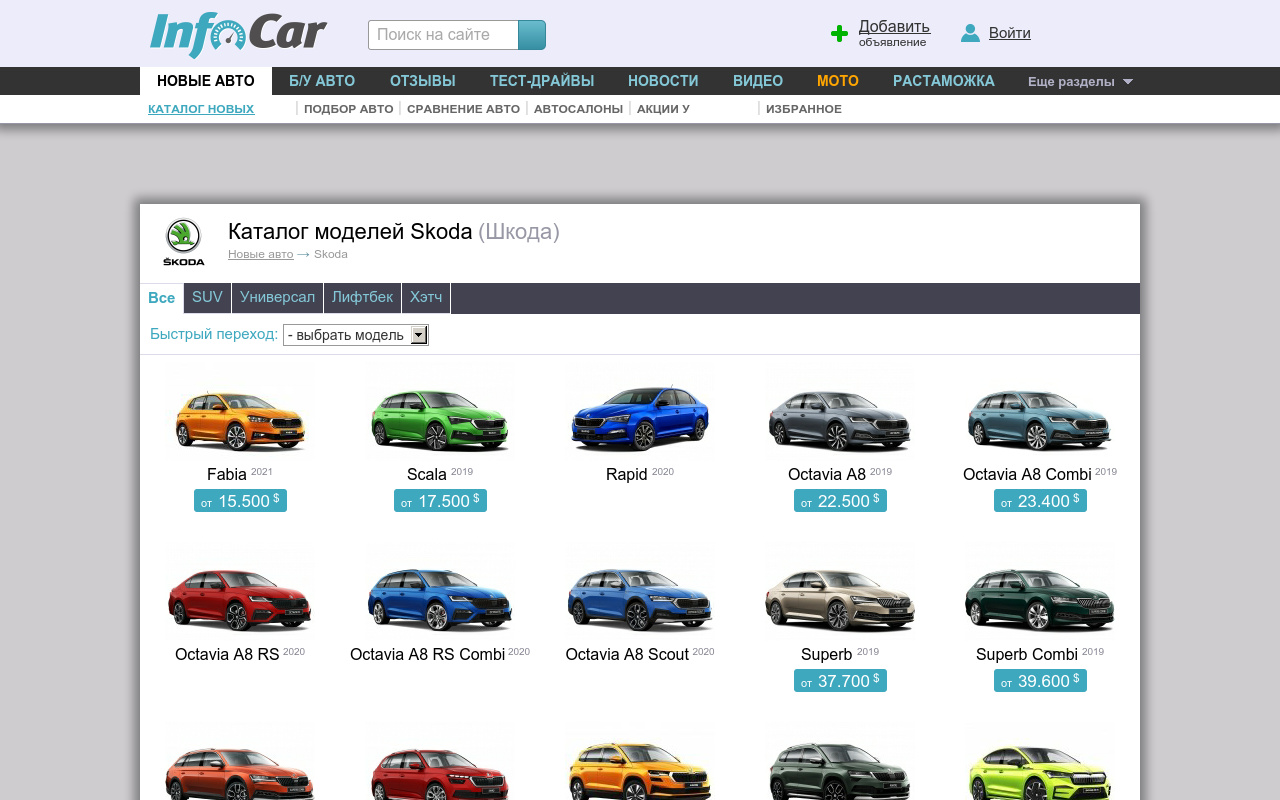 InfoCar
Поиск на сайте
Добавить
объявление
Войти
НОВЫЕ АВТО
Б/У АВТО
ОТЗЫВЫ
ТЕСТ-ДРАЙВЫ
НОВОСТИ
ВИДЕО
МОТО
РАСТАМОЖКА
Еще разделы
КАТАЛОГ НОВЫХ
ПОДБОР АВТО
СРАВНЕНИЕ АВТО
АВТОСАЛОНЫ
АКЦИИ У
ИЗБРАННОЕ
ŠKODA
Каталог моделей Skoda (Шкода)
Новые авто → Skoda
Все
SUV
Универсал
Лифтбек
Хэтч
Быстрый переход: - выбрать модель
Fabia 2021
Scala 2019
Rapid 2020
Octavia A8 2019
Octavia A8 Combi 2019
от 15.500 $
от 17.500 $
от 22.500 $
от 23.400 $
Octavia A8 RS 2020
Octavia A8 RS Combi 2020
Octavia A8 Scout 2020
Superb 2019
Superb Combi 2019
от 37.700 $
от 39.600 $